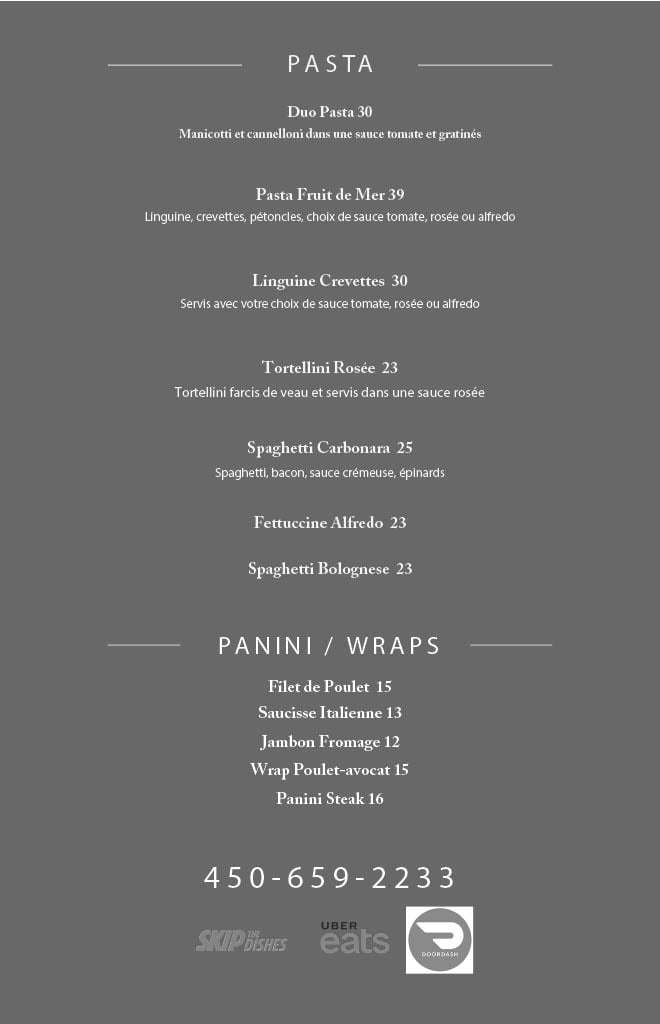 PASTA
Duo Pasta 30
Manicotti et cannelloni dans une sauce tomate et gratinés
Pasta Fruit de Mer 39
Linguine, crevettes, pétoncles, choix de sauce tomate, rosée ou alfredo
Linguine Crevettes 30
Servis avec votre choix de sauce tomate, rosée ou alfredo
Tortellini Rosée 23
Tortellini farcis de veau et servis dans une sauce rosée
Spaghetti Carbonara 25
Spaghetti, bacon, sauce crémeuse, épinards
Fettuccine Alfredo 23
Spaghetti Bolognese 23
PANINI / WRAPS
Filet de Poulet 15
Saucisse Italienne 13
Jambon Fromage 12
Wrap Poulet-avocat 15
Panini Steak 16
450-659-2233
SKIP THE DISHES
UBER eats
DOORDASH